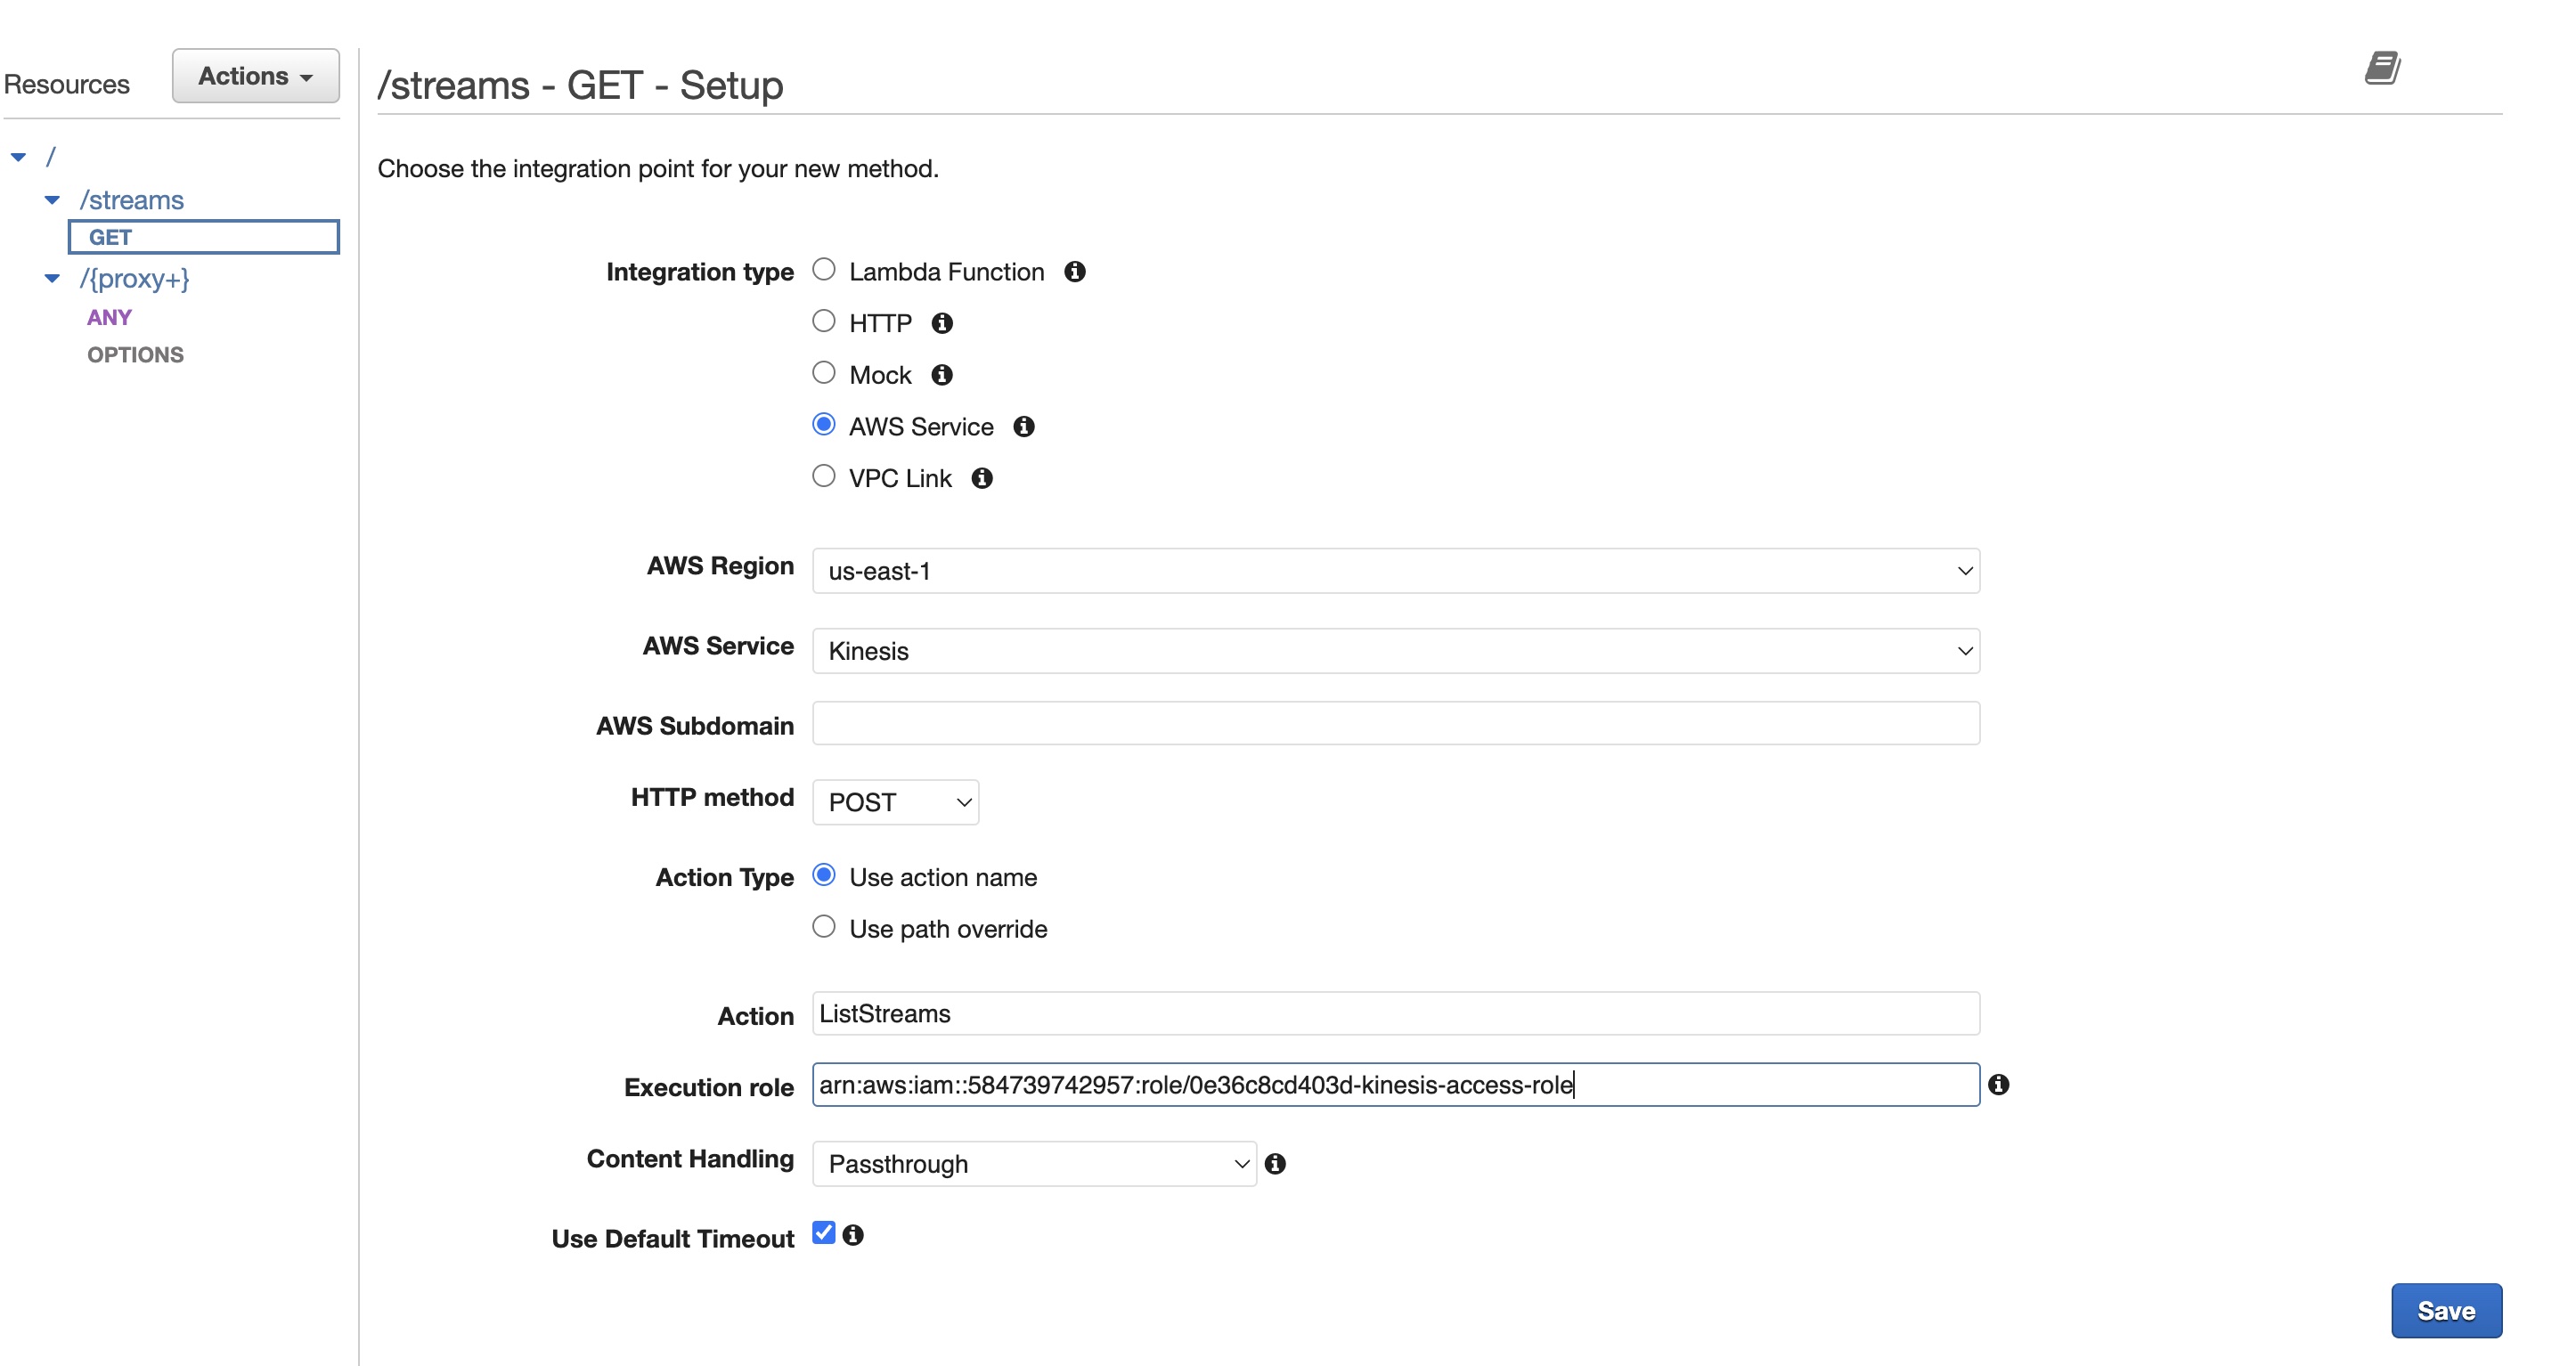 Resources
Actions
/
/streams
GET
/{proxy+}
ANY
OPTIONS
/streams - GET - Setup
Choose the integration point for your new method.
Integration type
Lambda Function
HTTP
Mock
AWS Service
VPC Link
AWS Region us-east-1
AWS Service Kinesis
AWS Subdomain
HTTP method POST
Action Type Use action name
Use path override
Action ListStreams
Execution role arn:aws:iam::584739742957:role/0e36c8cd403d-kinesis-access-role
Content Handling Passthrough
Use Default Timeout
Save